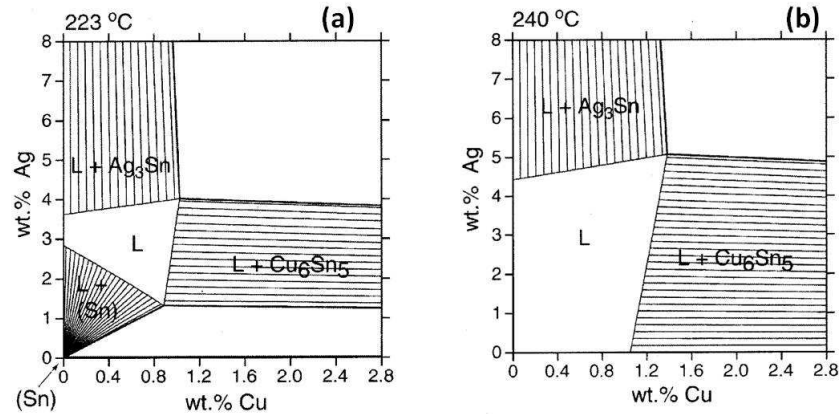 223 °C
(a)
8
7
6
5
4
3
2
1
0
wt.% Ag
L + Ag3Sn
L
L + Cu6Sn5
L +
(Sn)
0 0.4 0.8 1.2 1.6 2.0 2.4 2.8
(Sn)
wt.% Cu
240 °C
(b)
8
7
6
5
4
3
2
1
0
wt.% Ag
L + Ag3Sn
L
L + Cu6Sn5
0 0.4 0.8 1.2 1.6 2.0 2.4 2.8
wt.% Cu